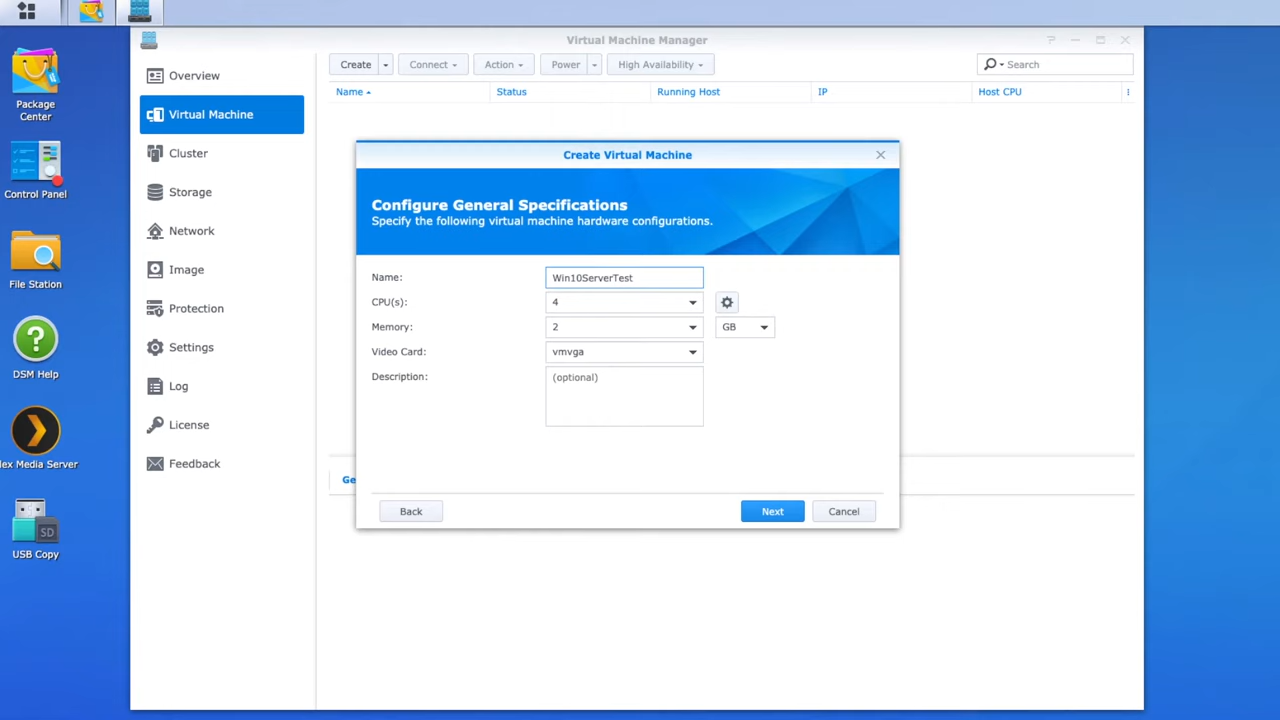 Virtual Machine Manager
?
Package
Center
Control Panel
File Station
DSM Help
lex Media Server
SD
USB Copy
Overview
Virtual Machine
Cluster
Storage
Network
Image
Protection
Settings
Log
License
Feedback
Create
Connect
Action
Power
High Availability
Search
Name
Status
Running Host
IP
Host CPU
Create Virtual Machine
Configure General Specifications
Specify the following virtual machine hardware configurations.
Name: Win10ServerTest
CPU(s): 4
Memory: 2 GB
Video Card: vmvga
Description: (optional)
Ge
Back
Next
Cancel